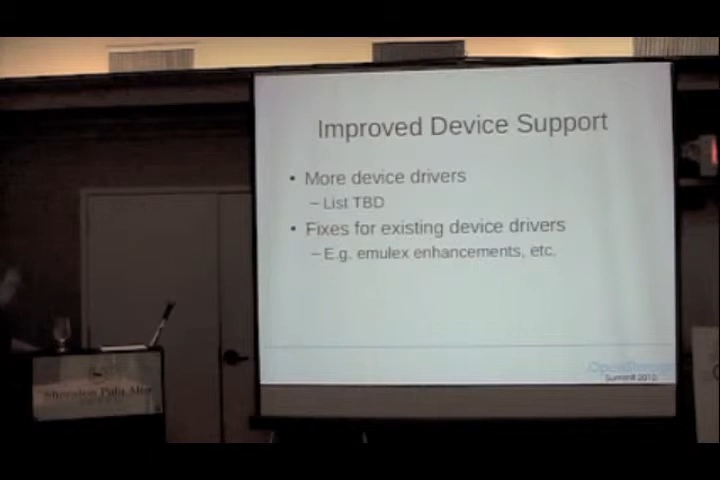 Improved Device Support
• More device drivers
– List TBD
• Fixes for existing device drivers
– E.g. emulex enhancements, etc.
Summit 2010
Sheraton Palo Alto